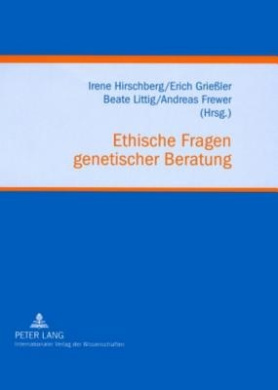 Irene Hirschberg/Erich Grießler
Beate Littig/Andreas Frewer
(Hrsg.)
Ethische Fragen
genetischer Beratung
PETER LANG
Internationaler Verlag der Wissenschaften